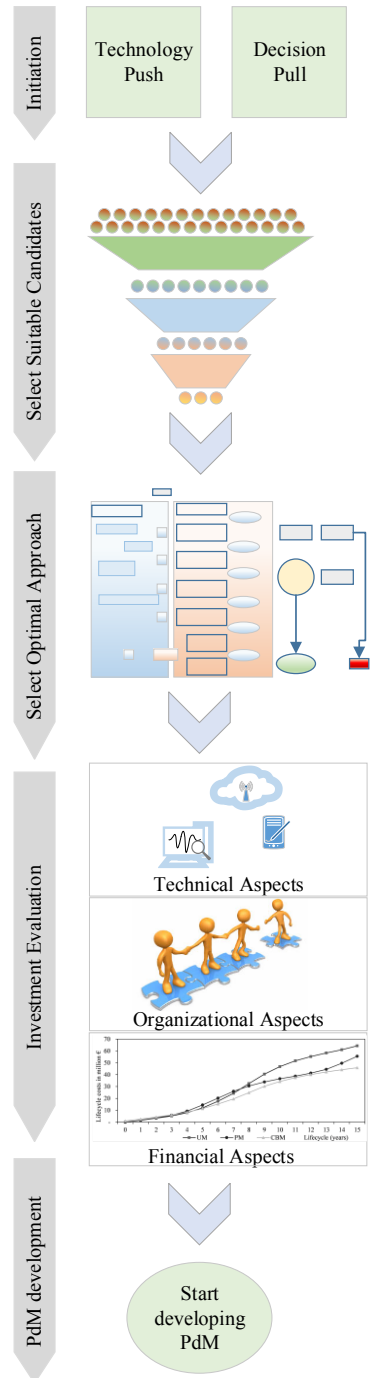 Initiation
Technology
Push
Decision
Pull
Select Suitable Candidates
Select Optimal Approach
Investment Evaluation
Technical Aspects
Organizational Aspects
Lifecycle costs in million €
70
60
50
40
30
20
10
-
0 1 2 3 4 5 6 7 8 9 10 11 12 13 14 15
UM PM CBM Lifecycle (years)
Financial Aspects
PdM development
Start
developing
PdM